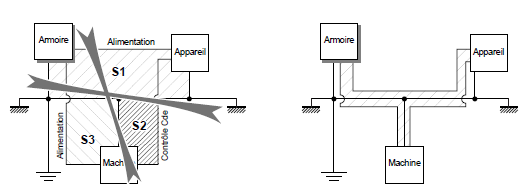 Armoire
Alimentation
Appareil
S1
Alimentation
S3
S2
Contrôle Cde
Mach
Armoire
Appareil
Machine